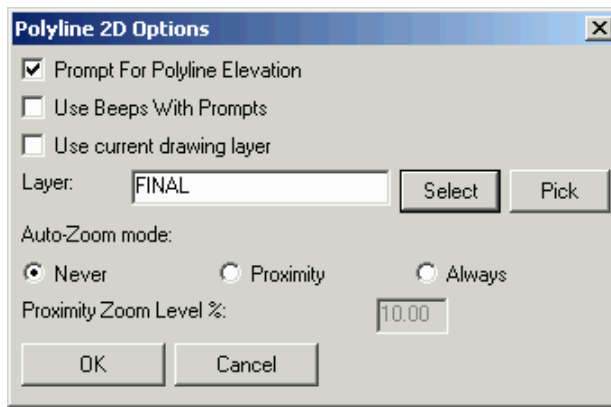 Polyline 2D Options
Prompt For Polyline Elevation
Use Beeps With Prompts
Use current drawing layer
Layer: FINAL Select Pick
Auto-Zoom mode:
Never Proximity Always
Proximity Zoom Level %: 10.00
OK Cancel